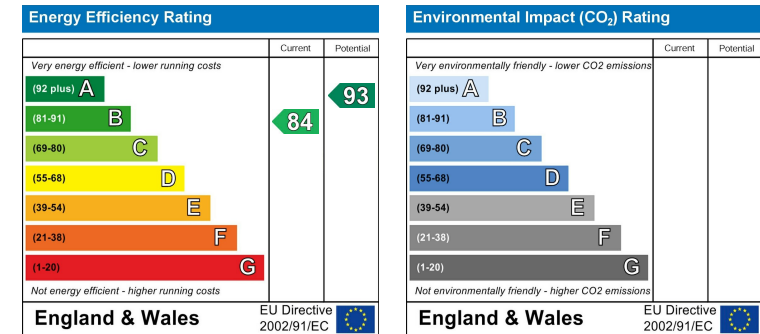 Energy Efficiency Rating
Current Potential
Very energy efficient - lower running costs
(92 plus) A
93
(81-91) B
84
(69-80) C
(55-68) D
(39-54) E
(21-38) F
(1-20) G
Not energy efficient - higher running costs
England & Wales
EU Directive
2002/91/EC
Environmental Impact (CO₂) Rating
Current Potential
Very environmentally friendly - lower CO2 emissions
(92 plus) A
(81-91) B
(69-80) C
(55-68) D
(39-54) E
(21-38) F
(1-20) G
Not environmentally friendly - higher CO2 emissions
England & Wales
EU Directive
2002/91/EC